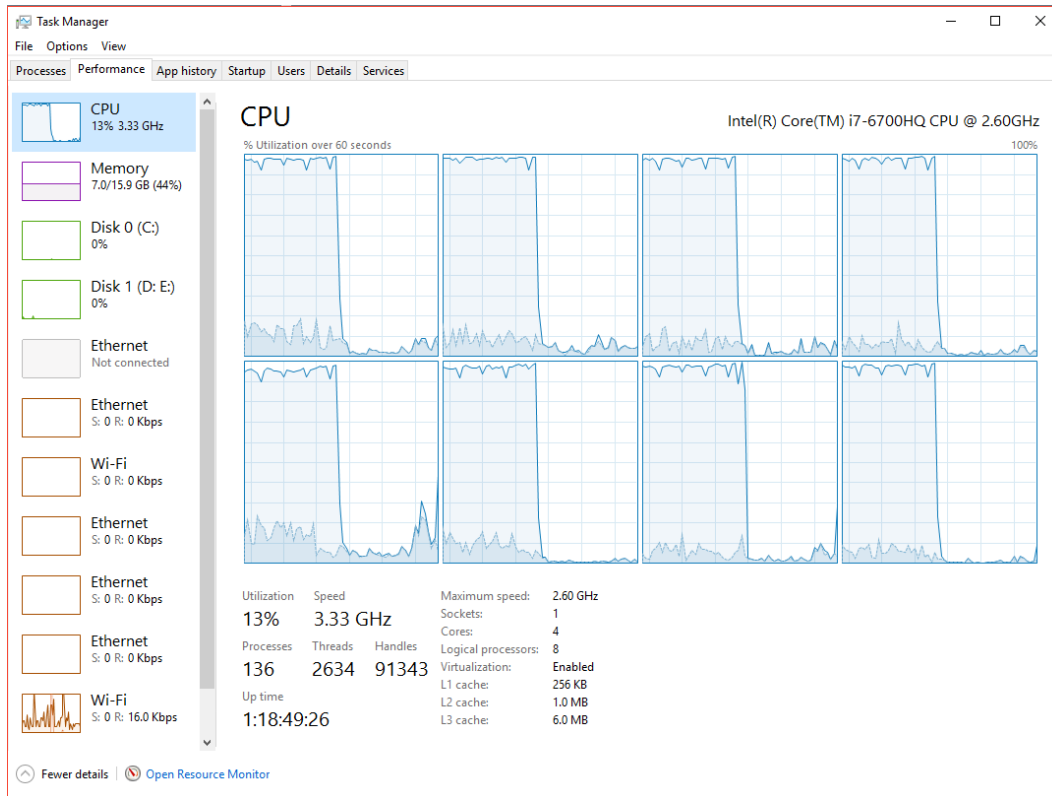 Task Manager
File Options View
Processes Performance App history Startup Users Details Services
CPU
13% 3.33 GHz
Memory
7.0/15.9 GB (44%)
Disk 0 (C:)
0%
Disk 1 (D: E:)
0%
Ethernet
Not connected
Ethernet
S: 0 R: 0 Kbps
Wi-Fi
S: 0 R: 0 Kbps
Ethernet
S: 0 R: 0 Kbps
Ethernet
S: 0 R: 0 Kbps
Ethernet
S: 0 R: 0 Kbps
Wi-Fi
S: 0 R: 16.0 Kbps
CPU Intel(R) Core(TM) i7-6700HQ CPU @ 2.60GHz
% Utilization over 60 seconds 100%
Utilization Speed
13% 3.33 GHz
Processes Threads Handles
136 2634 91343
Up time
1:18:49:26
Maximum speed: 2.60 GHz
Sockets: 1
Cores: 4
Logical processors: 8
Virtualization: Enabled
L1 cache: 256 KB
L2 cache: 1.0 MB
L3 cache: 6.0 MB
Fewer details Open Resource Monitor